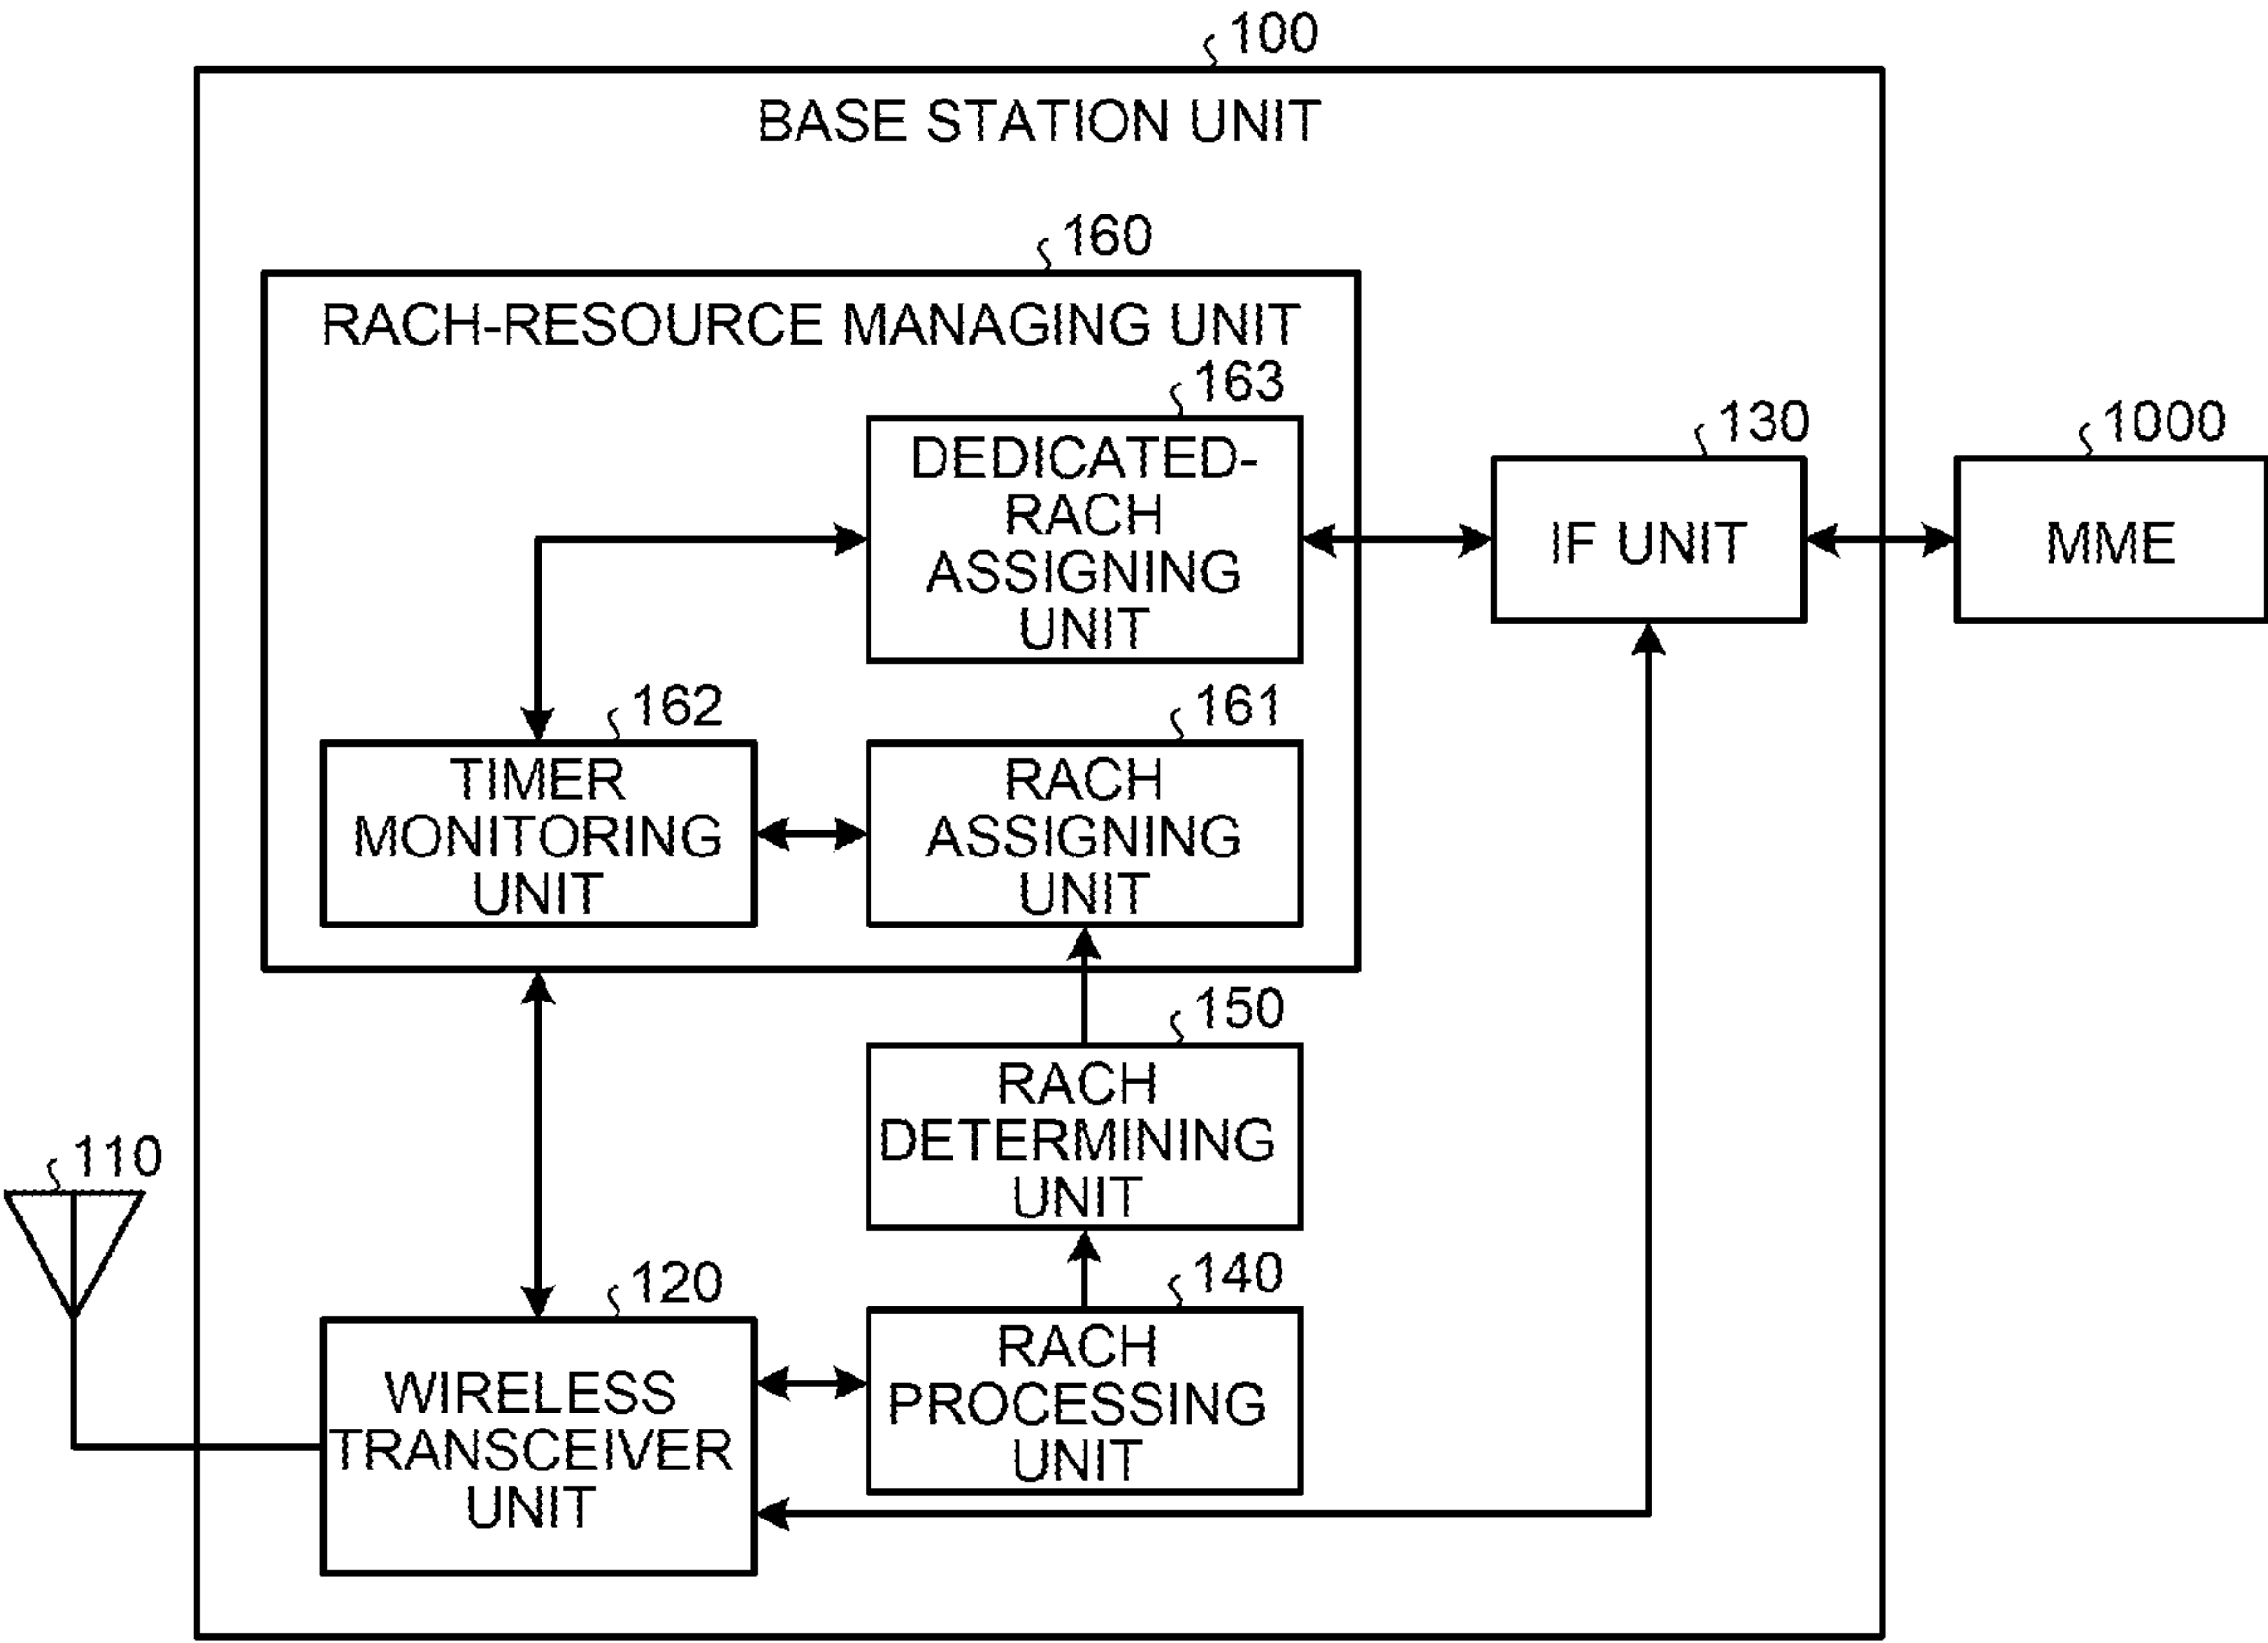 100
BASE STATION UNIT
160
RACH-RESOURCE MANAGING UNIT
163
DEDICATED-
RACH
ASSIGNING
UNIT
130
IF UNIT
1000
MME
162
TIMER
MONITORING
UNIT
161
RACH
ASSIGNING
UNIT
150
RACH
DETERMINING
UNIT
110
120
WIRELESS
TRANSCEIVER
UNIT
140
RACH
PROCESSING
UNIT